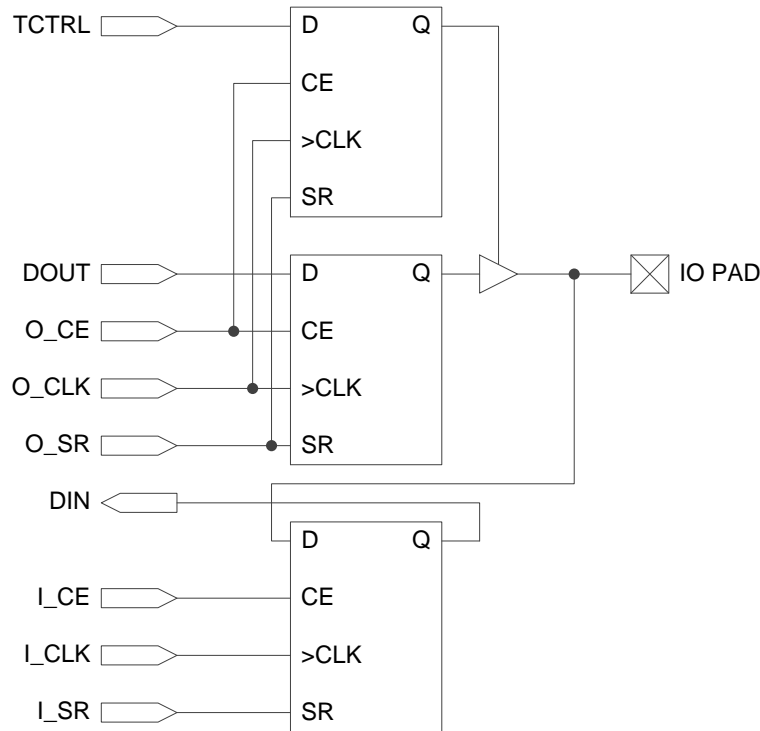 TCTRL D Q
CE
>CLK
SR
DOUT D Q IO PAD
O_CE CE
O_CLK >CLK
O_SR SR
DIN
D Q
I_CE CE
I_CLK >CLK
I_SR SR